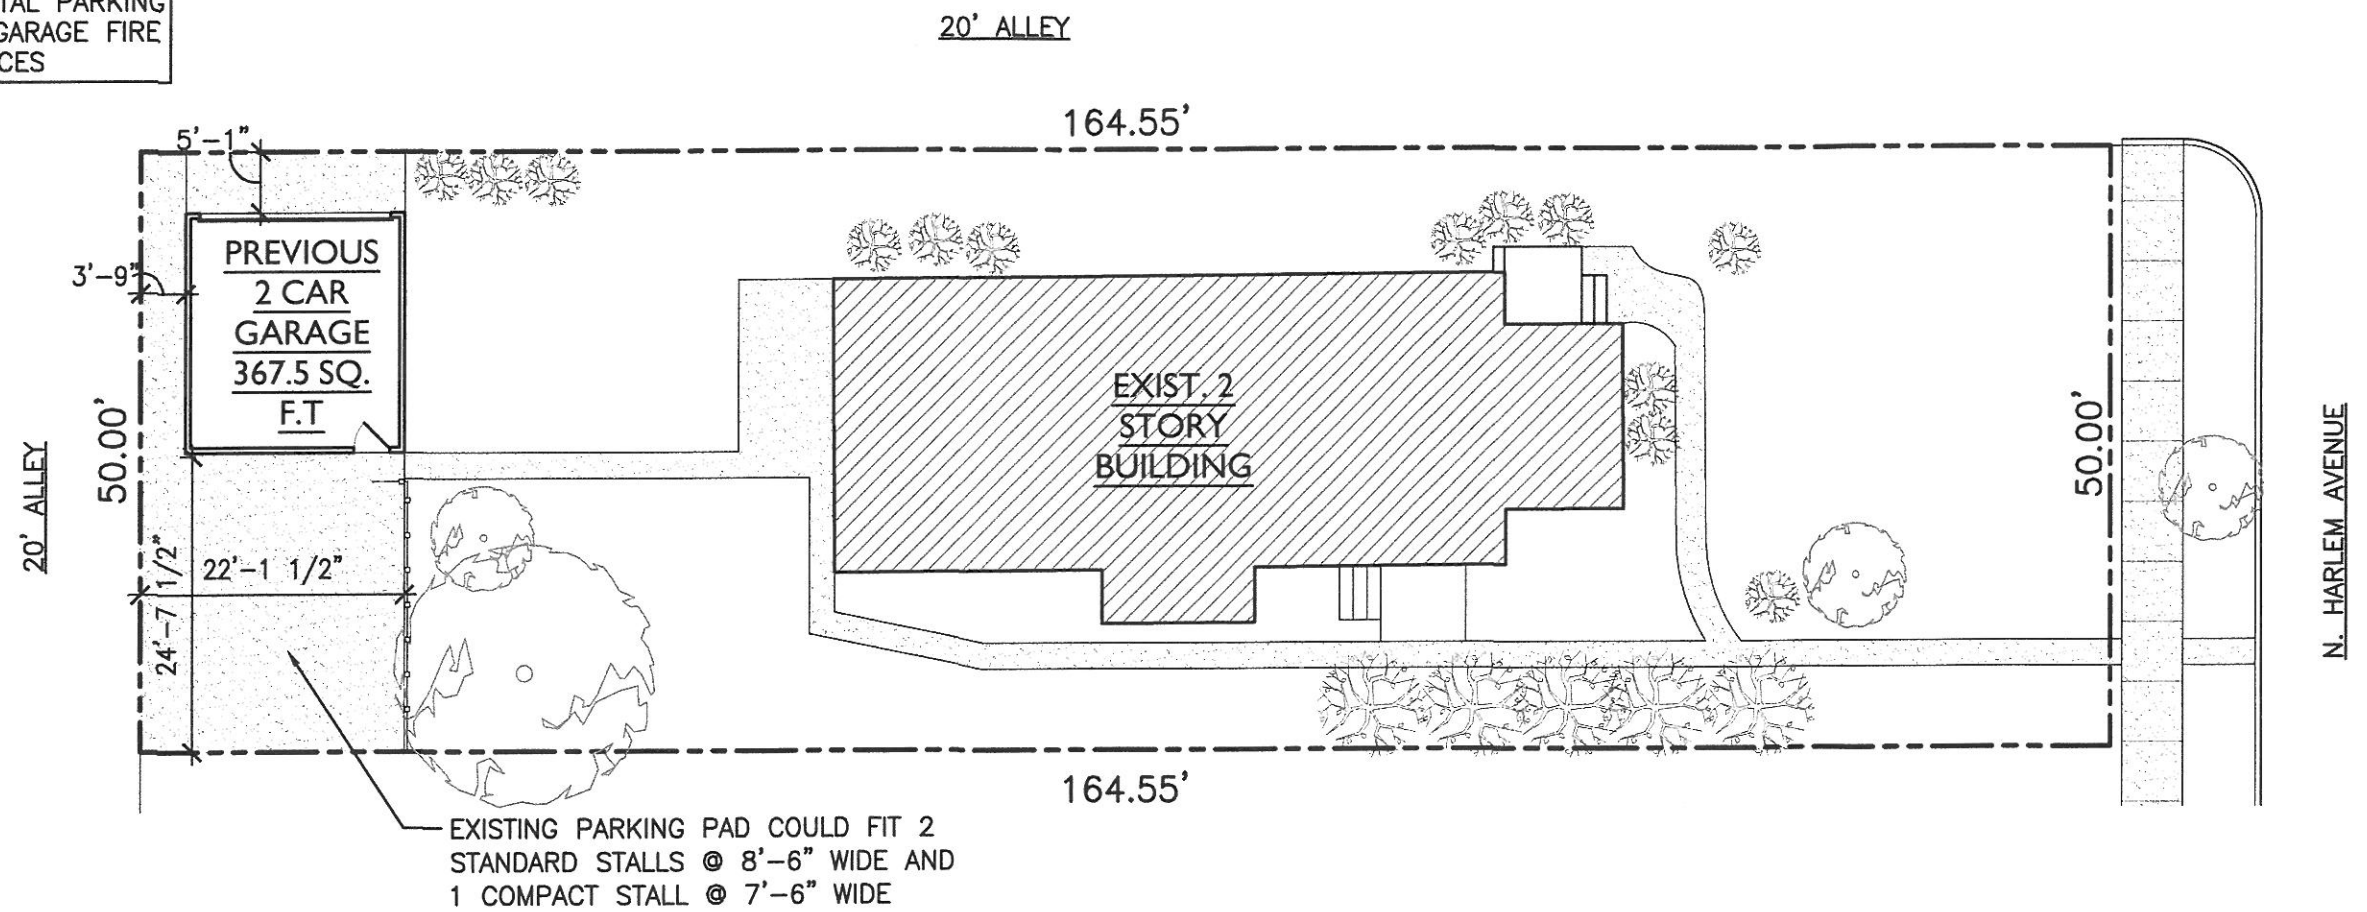 PARKING
GARAGE FIRE
20' ALLEY
164.55'
5'-1"
3'-9"
PREVIOUS
2 CAR
GARAGE
367.5 SQ.
F.T
EXIST. 2
STORY
BUILDING
20' ALLEY
50.00'
24'-7 1/2"
22'-1 1/2"
50.00'
N. HARLEM AVENUE
164.55'
EXISTING PARKING PAD COULD FIT 2
STANDARD STALLS @ 8'-6" WIDE AND
1 COMPACT STALL @ 7'-6" WIDE